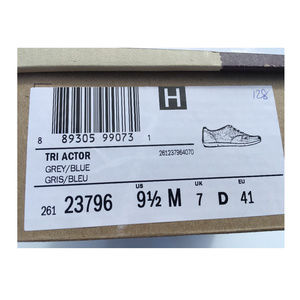 H
128
8 89305 99073 1
TRI ACTOR
261237964070
GREY/BLUE
GRIS/BLEU
US UK EU
261 23796 9½ M 7 D 41